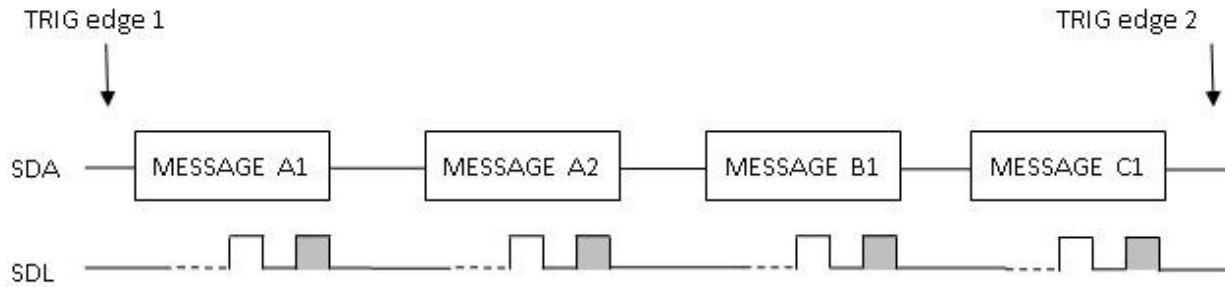 TRIG edge 1
TRIG edge 2
SDA
MESSAGE A1
MESSAGE A2
MESSAGE B1
MESSAGE C1
SDL